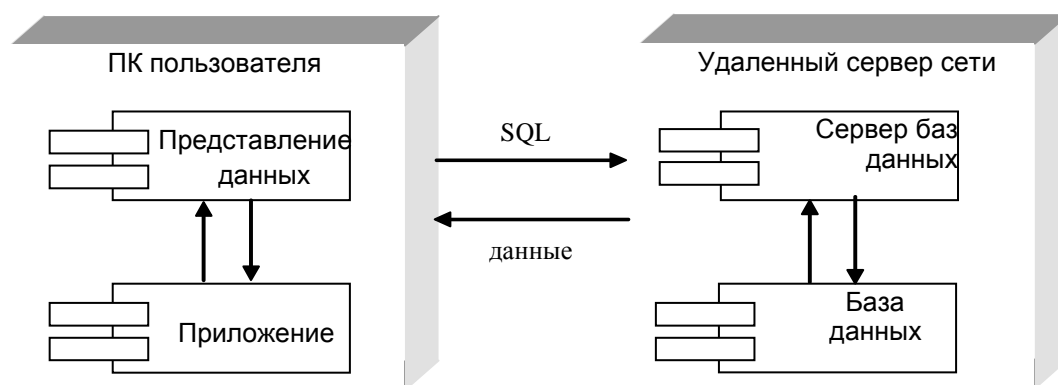 ПК пользователя
Представление
данных
Приложение
SQL
данные
Удаленный сервер сети
Сервер баз
данных
База
данных